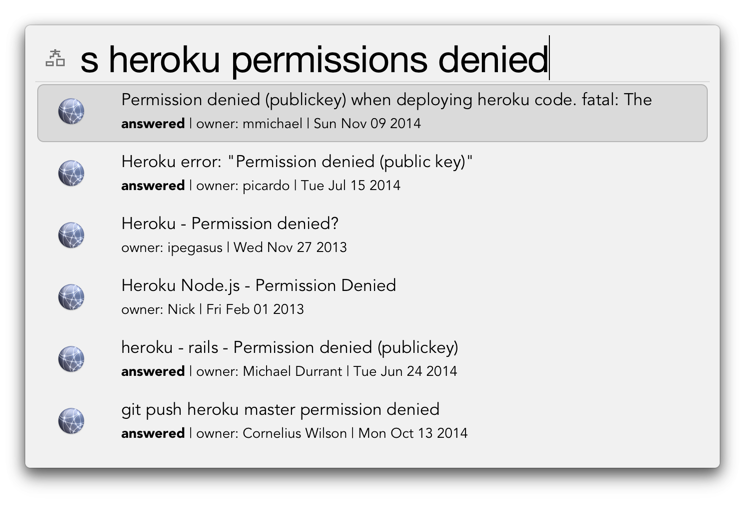 s heroku permissions denied
Permission denied (publickey) when deploying heroku code. fatal: The
answered | owner: mmichael | Sun Nov 09 2014
Heroku error: "Permission denied (public key)"
answered | owner: picardo | Tue Jul 15 2014
Heroku - Permission denied?
owner: ipegasus | Wed Nov 27 2013
Heroku Node.js - Permission Denied
owner: Nick | Fri Feb 01 2013
heroku - rails - Permission denied (publickey)
answered | owner: Michael Durrant | Tue Jun 24 2014
git push heroku master permission denied
answered | owner: Cornelius Wilson | Mon Oct 13 2014